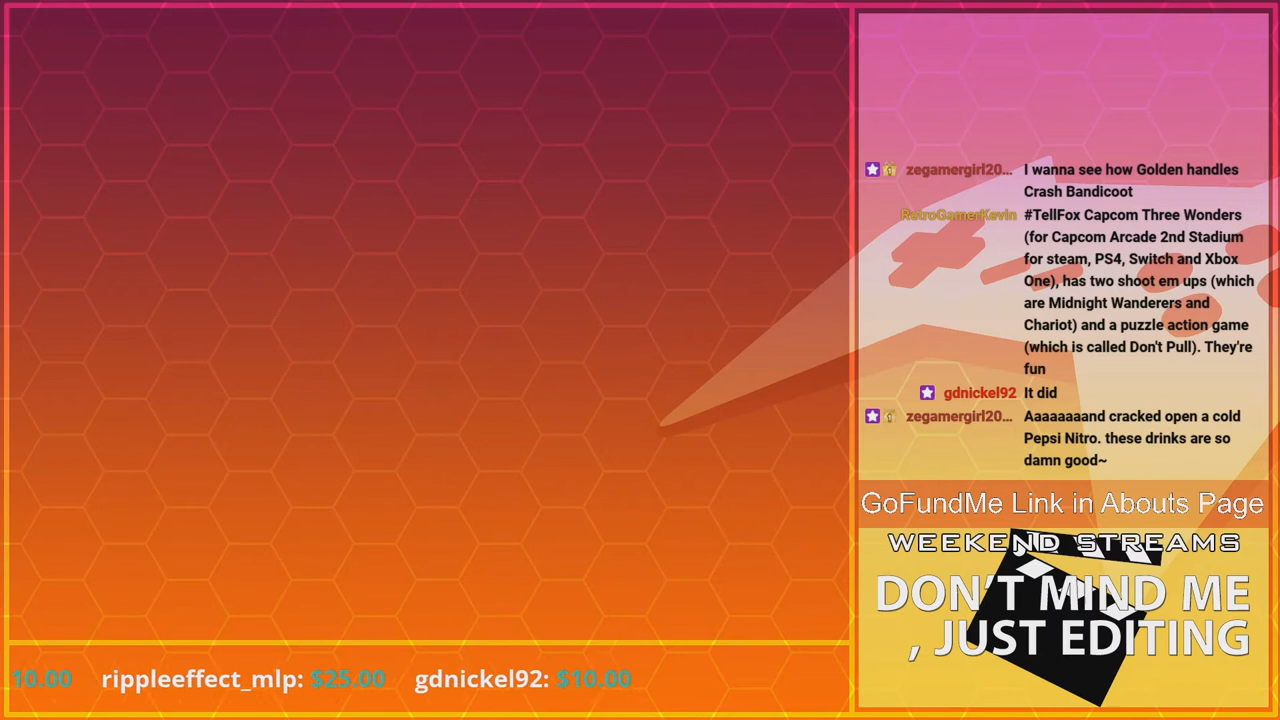 zegamergirl20... I wanna see how Golden handles
Crash Bandicoot
RetroGamerKevin #TellFox Capcom Three Wonders
(for Capcom Arcade 2nd Stadium
for steam, PS4, Switch and Xbox
One), has two shoot em ups (which
are Midnight Wanderers and
Chariot) and a puzzle action game
(which is called Don't Pull). They're
fun
gdnickel92 It did
zegamergirl20... Aaaaaaaand cracked open a cold
Pepsi Nitro. these drinks are so
damn good~
GoFundMe Link in Abouts Page
WEEKEND STREAMS
DON'T MIND ME
, JUST EDITING
10.00 rippleeffect_mlp: $25.00 gdnickel92: $10.00